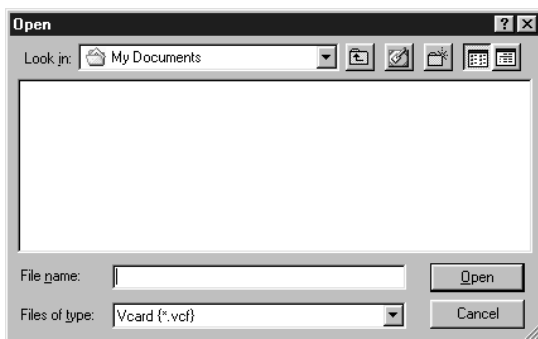 Open
Look in: My Documents
File name:
Open
Files of type: Vcard {*.vcf}
Cancel